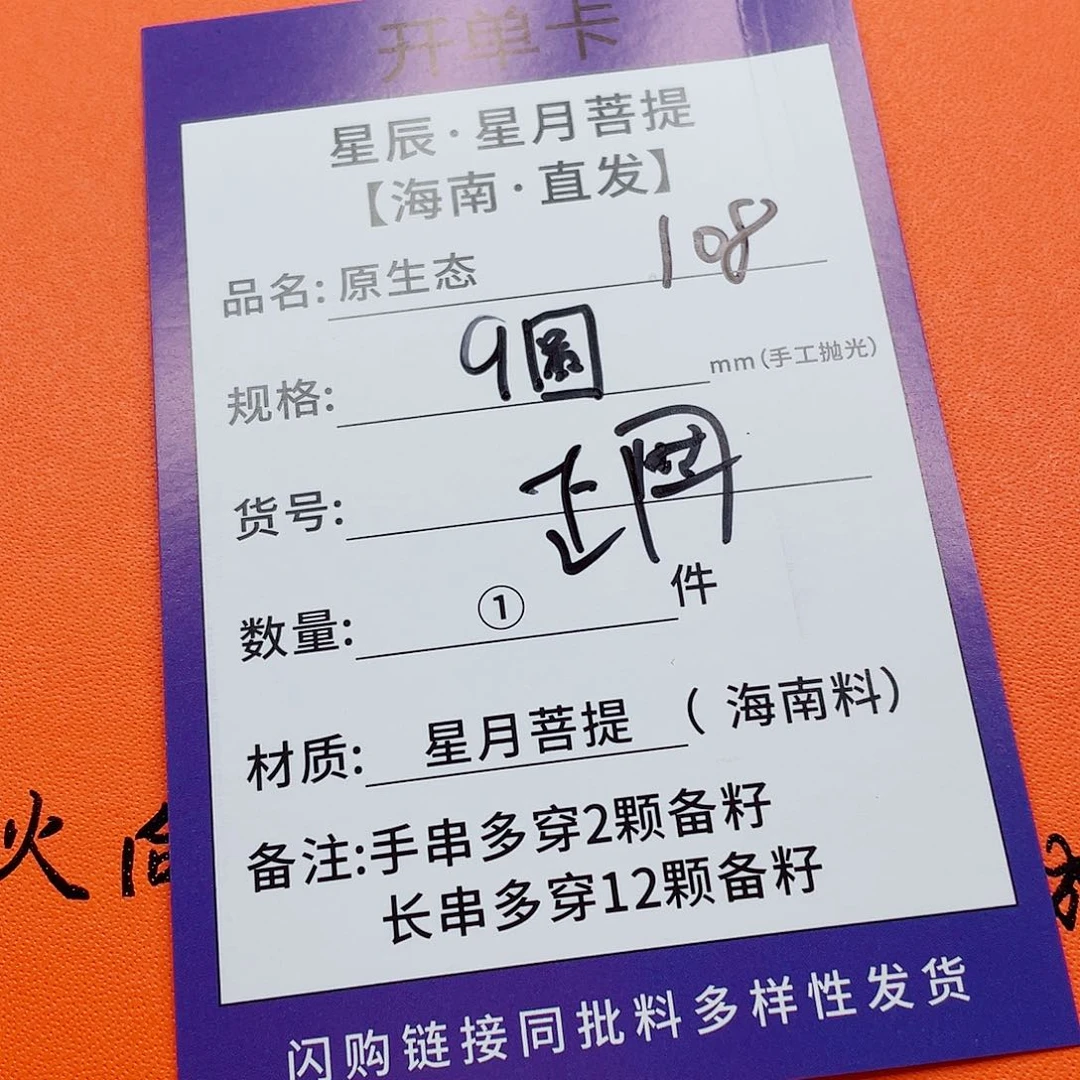 开单卡
星辰·星月菩提
【海南·直发】
品名:原生态 108
规格: 9圆 mm(手工抛光)
货号: 正
数量: ① 件
材质: 星月菩提 (海南料)
备注:手串多穿2颗备籽
长串多穿12颗备籽
闪购链接同批料多样性发货
火